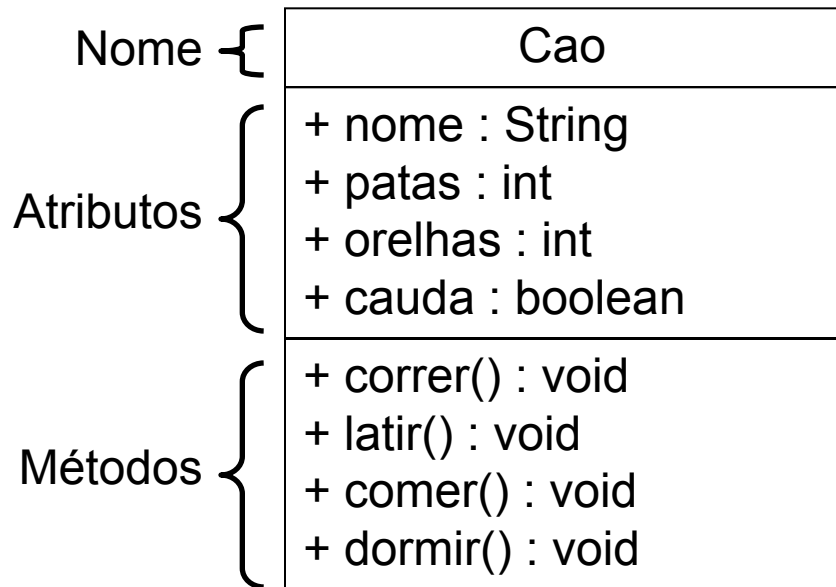 Nome
Cao
Atributos
+ nome : String
+ patas : int
+ orelhas : int
+ cauda : boolean
Métodos
+ correr() : void
+ latir() : void
+ comer() : void
+ dormir() : void